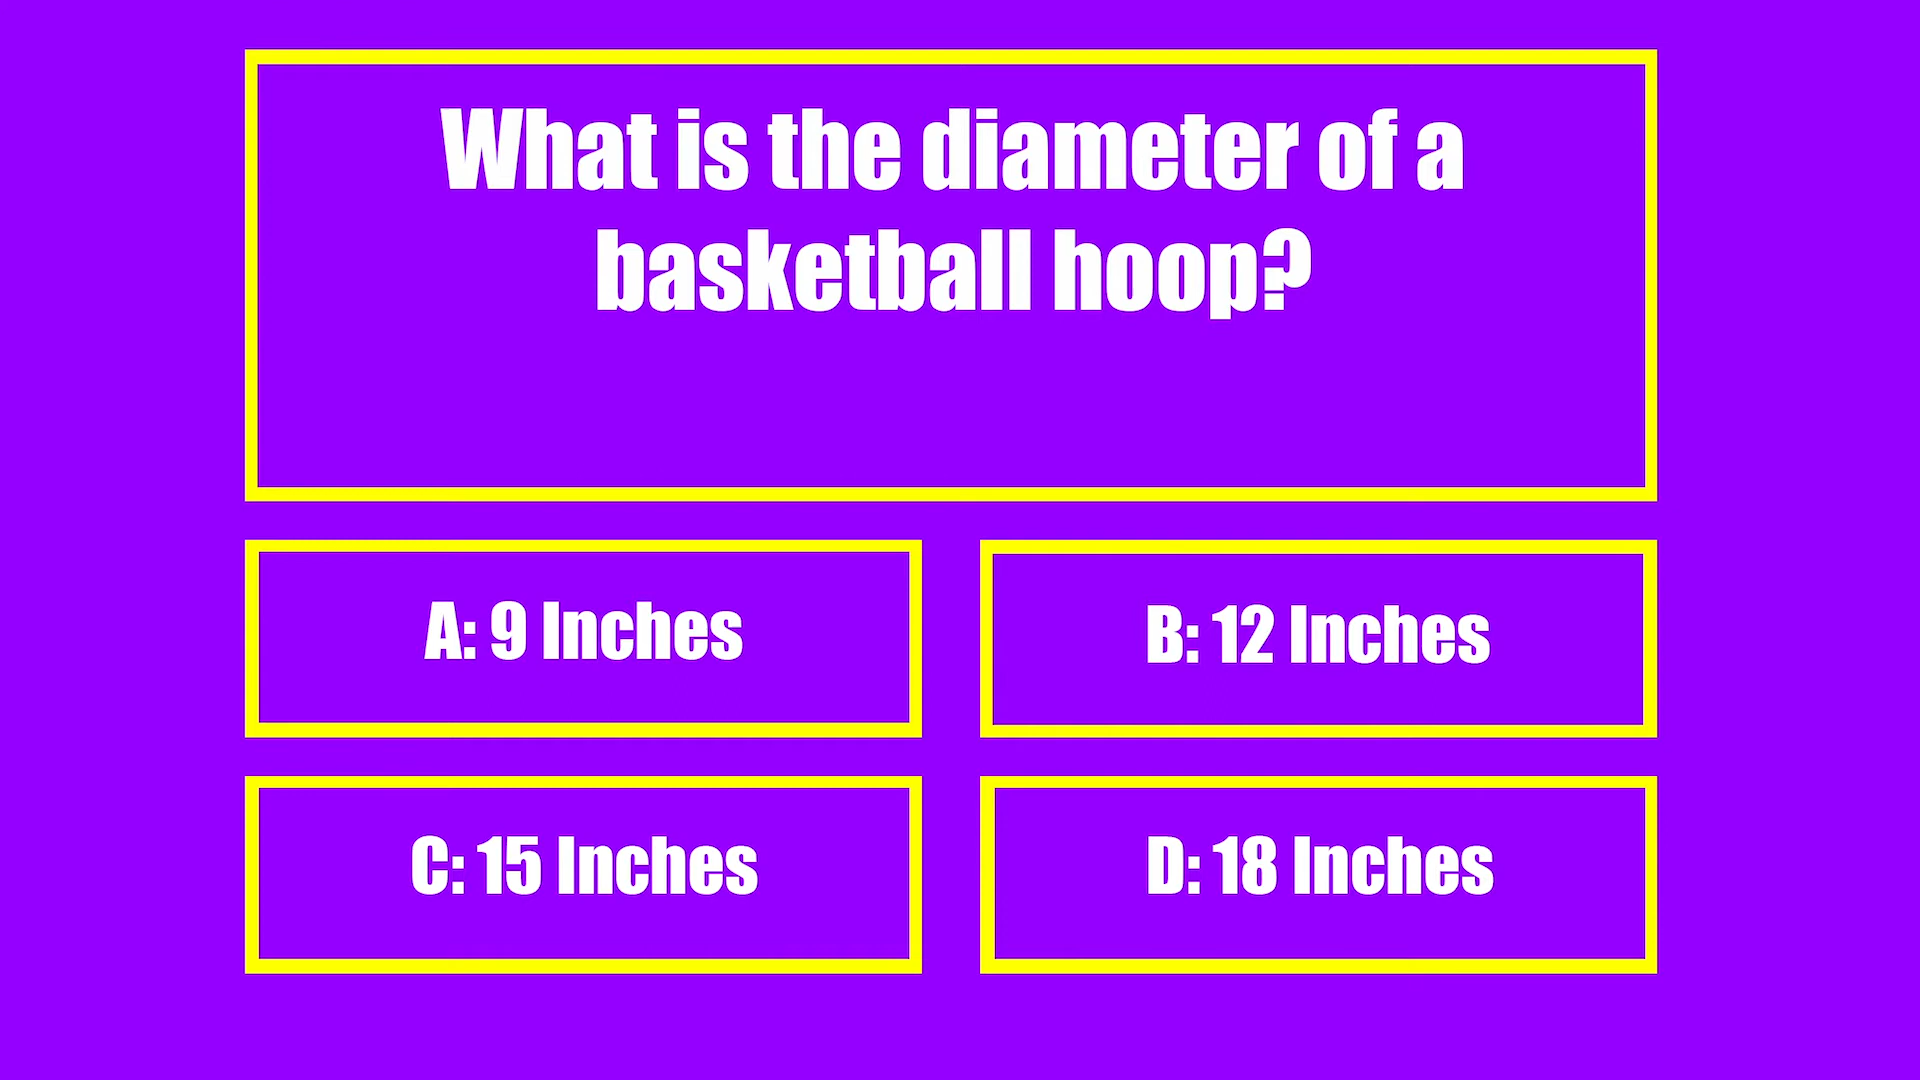 What is the diameter of a
basketball hoop?
A: 9 Inches
B: 12 Inches
C: 15 Inches
D: 18 Inches